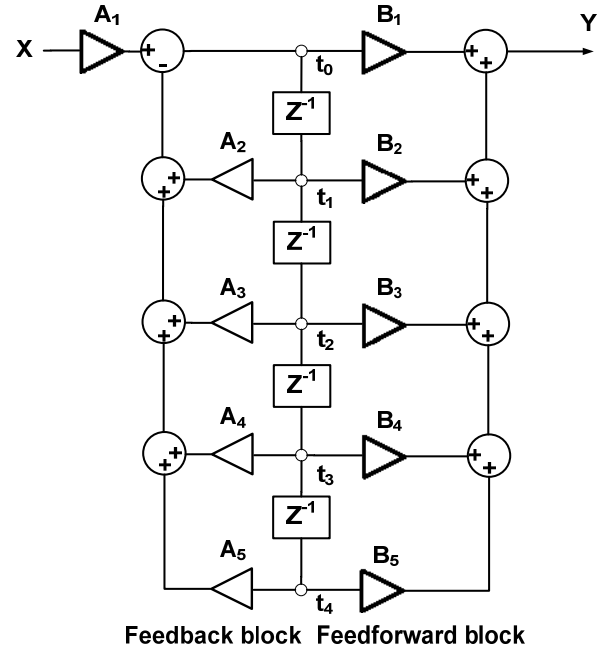 A₁ B₁ Y
X + - t₀ + +
Z⁻¹
A₂ B₂
+ + t₁ + +
Z⁻¹
A₃ B₃
+ + t₂ + +
Z⁻¹
A₄ B₄
+ + t₃ + +
Z⁻¹
A₅ B₅
t₄
Feedback block Feedforward block